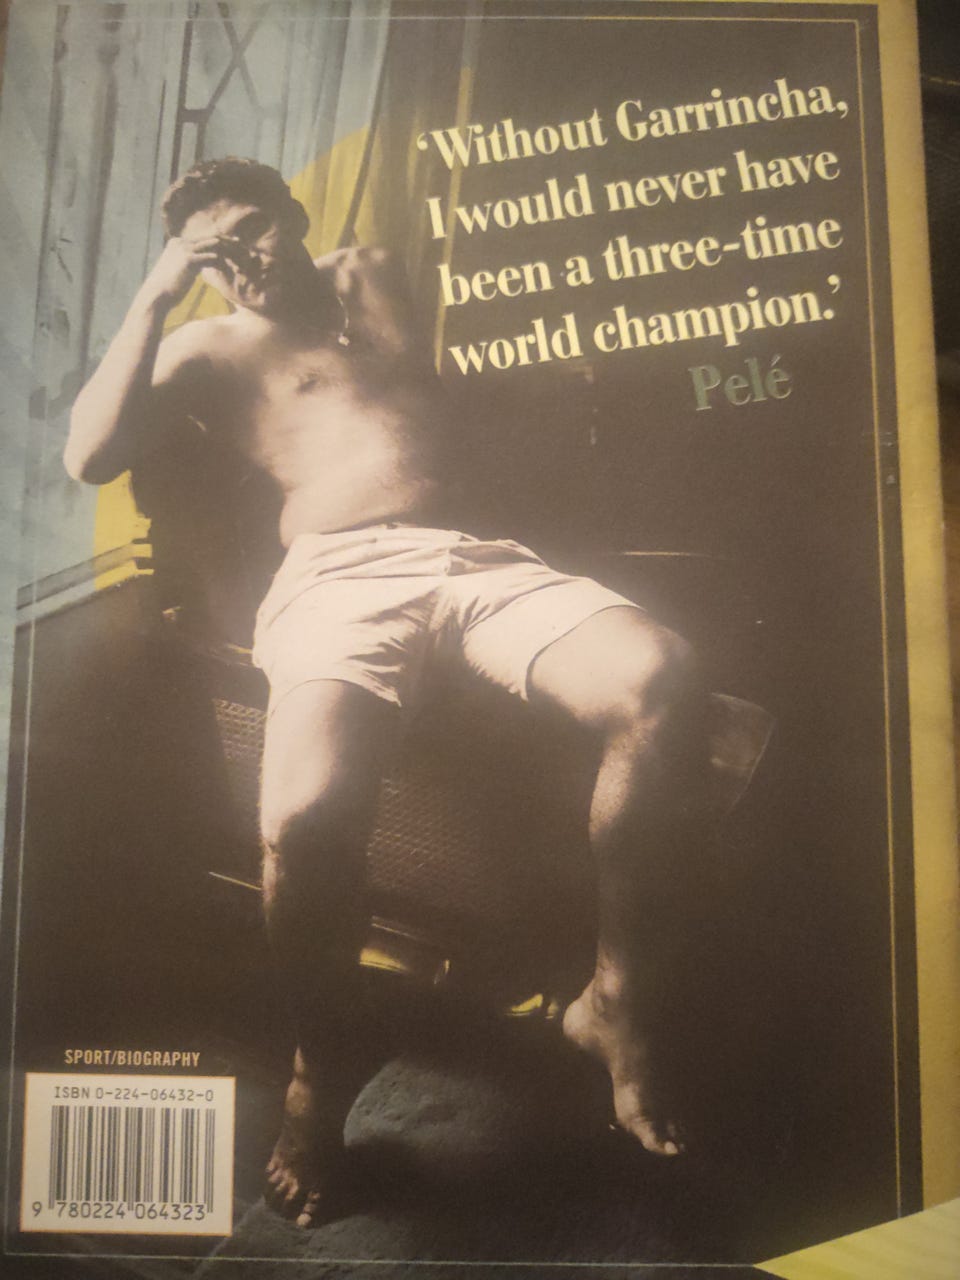 ‘Without Garrincha,
I would never have
been a three-time
world champion.’
Pelé
SPORT/BIOGRAPHY
ISBN 0-224-06432-0
9 780224 064323